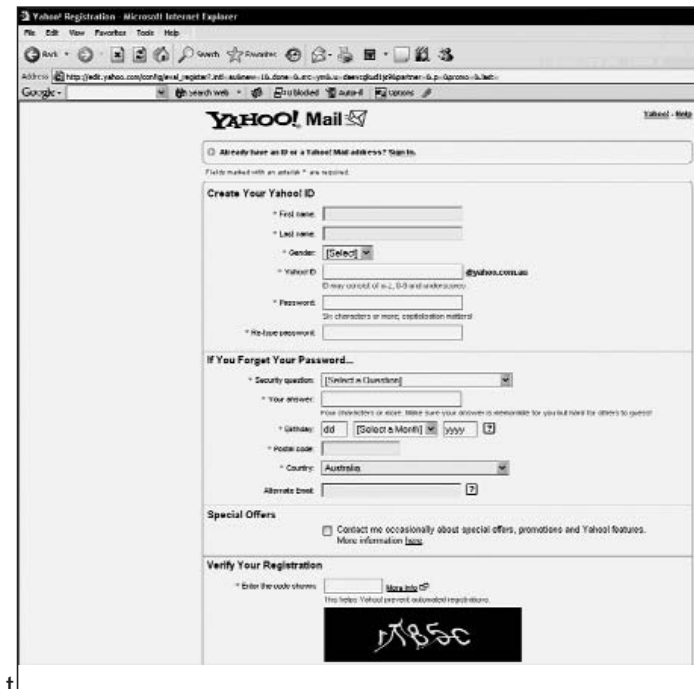 Yahoo! Registration - Microsoft Internet Explorer
File Edit View Favorites Tools Help
Back Search Favorites
Address
Google - Search Web blocked AutoFill Options
YAHOO! Mail
Yahoo! - Help
Already have an ID or a Yahoo! Mail address? Sign In.
Fields marked with an asterisk * are required.
Create Your Yahoo! ID
* First name:
* Last name:
* Gender: [Select]
* Yahoo! ID: @yahoo.com.au
ID may consist of a-z, 0-9 and underscores
* Password:
Six characters or more; capitalization matters!
* Re-type password:
If You Forget Your Password...
* Security question: [Select a Question]
* Your answer:
Four characters or more. Make sure your answer is memorable for you but hard for others to guess!
* Birthday: dd [Select a Month] yyyy ?
* Postal code:
* Country: Australia
Alternate Email: ?
Special Offers
Contact me occasionally about special offers, promotions and Yahoo! features.
More information here.
Verify Your Registration
* Enter the code shown: More info
This helps Yahoo! prevent automated registrations.
t